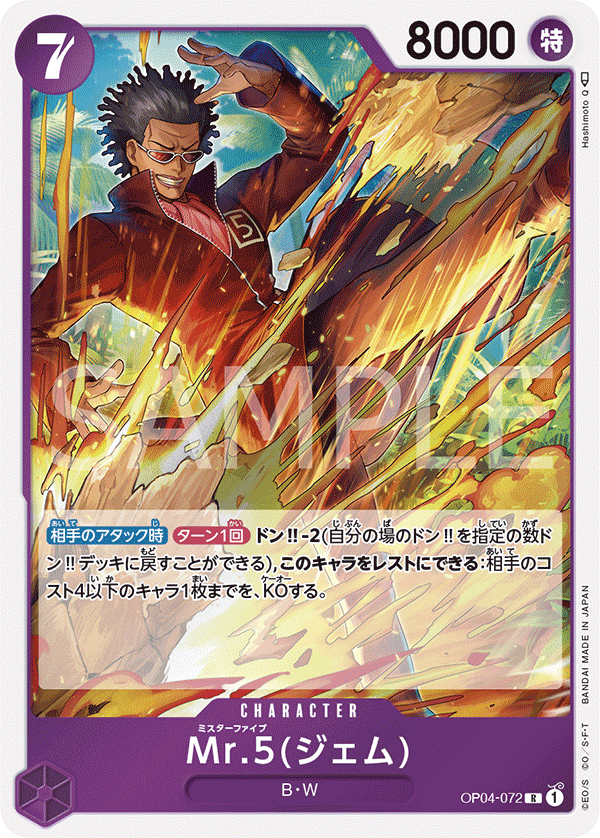 7
8000
特
Hashimoto Q
5
SAMPLE
相手のアタック時 ターン1回 ドン!!-2(自分の場のドン!!を指定の数ド
ン!!デッキに戻すことができる),このキャラをレストにできる:相手のコ
スト4以下のキャラ1枚までを、KOする。
CHARACTER
ミスターファイブ
Mr.5(ジェム)
B・W
OP04-072 R 1
©E.O/S ©O/S・F・T BANDAI MADE IN JAPAN